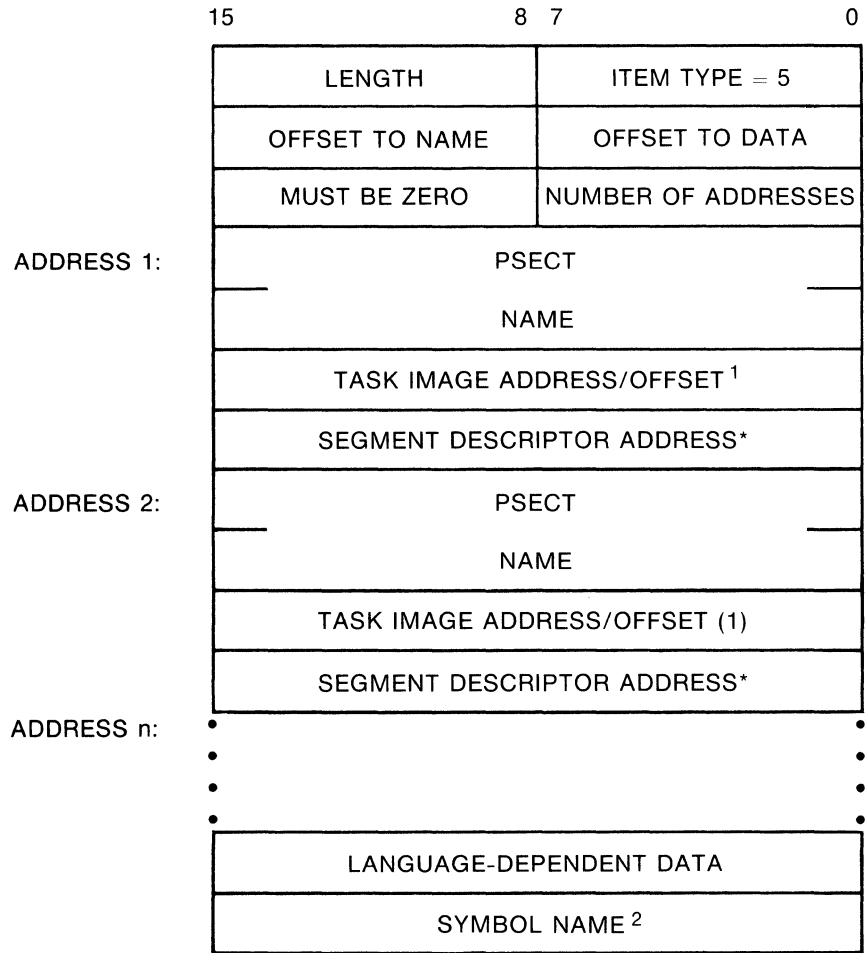 15 8 7 0
LENGTH ITEM TYPE = 5
OFFSET TO NAME OFFSET TO DATA
MUST BE ZERO NUMBER OF ADDRESSES
ADDRESS 1: PSECT
NAME
TASK IMAGE ADDRESS/OFFSET 1
SEGMENT DESCRIPTOR ADDRESS*
ADDRESS 2: PSECT
NAME
TASK IMAGE ADDRESS/OFFSET (1)
SEGMENT DESCRIPTOR ADDRESS*
ADDRESS n:
LANGUAGE-DEPENDENT DATA
SYMBOL NAME 2